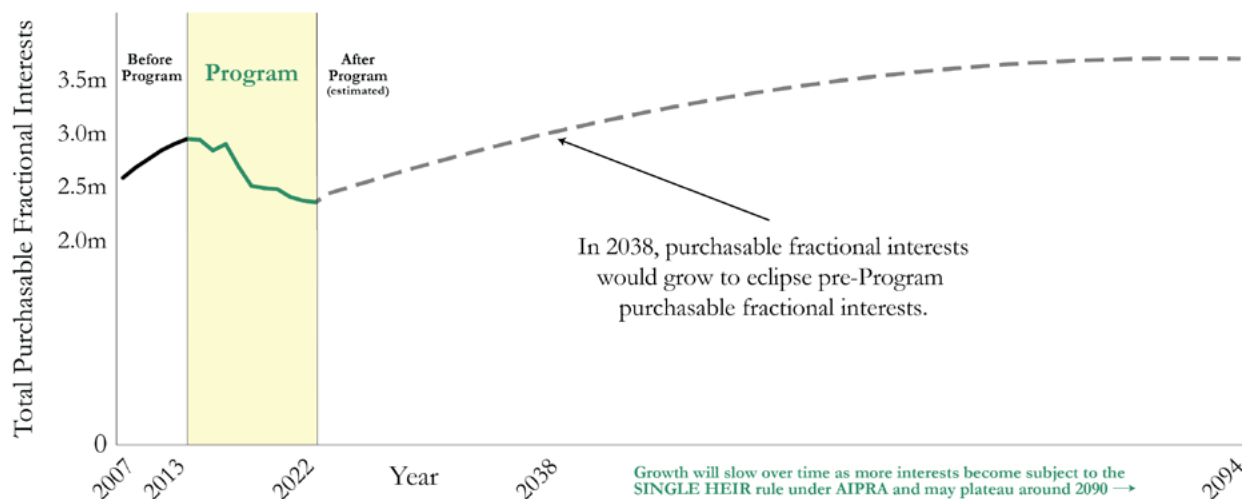 Total Purchasable Fractional Interests
3.5m
3.0m
2.5m
2.0m
0
Before
Program
Program
After
Program
(estimated)
In 2038, purchasable fractional interests
would grow to eclipse pre-Program
purchasable fractional interests.
2007
2013
2022
Year
2038
2094
Growth will slow over time as more interests become subject to the
SINGLE HEIR rule under AIPRA and may plateau around 2090 →